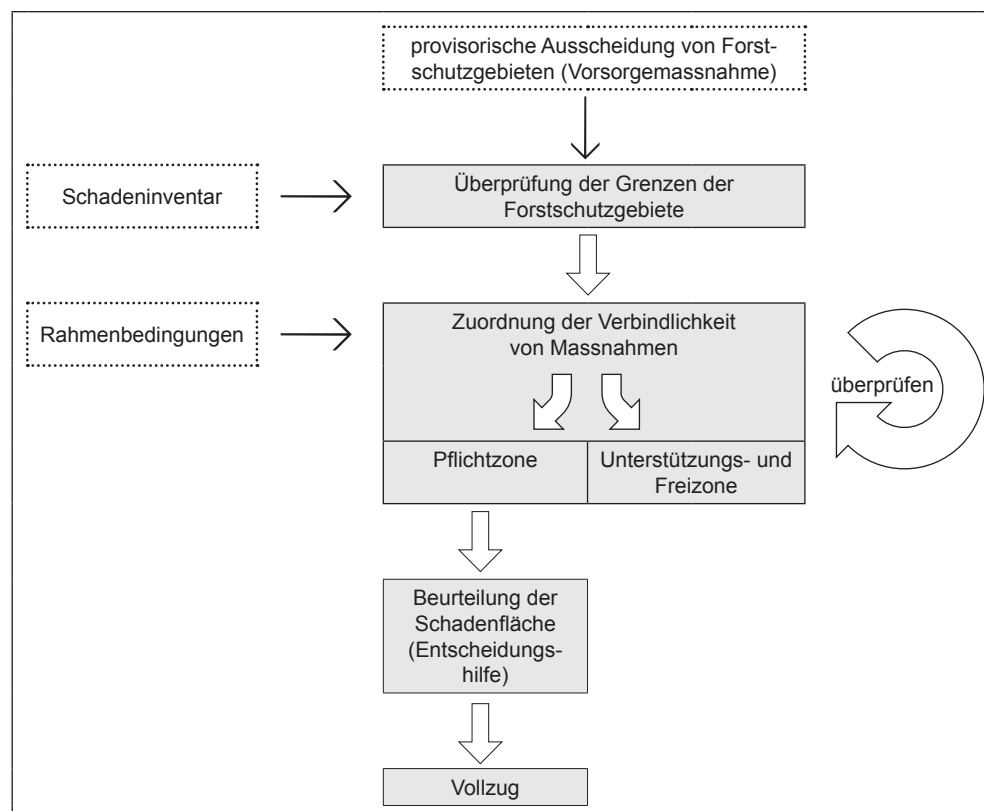 provisorische Ausscheidung von Forst-
schutzgebieten (Vorsorgemassnahme)
Schadeninventar
Überprüfung der Grenzen der
Forstschutzgebiete
Rahmenbedingungen
Zuordnung der Verbindlichkeit
von Massnahmen
überprüfen
Pflichtzone
Unterstützungs- und
Freizone
Beurteilung der
Schadenfläche
(Entscheidungs-
hilfe)
Vollzug